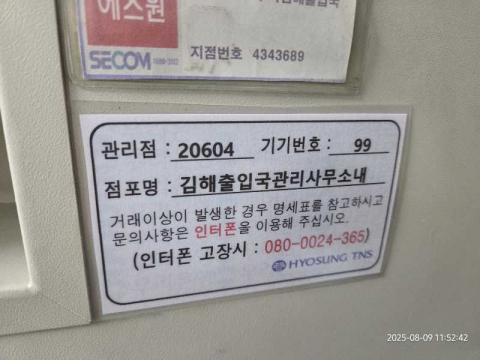 에스원
SECOM
지점번호 4343689
관리점 : 20604 기기번호 : 99
점포명 : 김해출입국관리사무소내
거래이상이 발생한 경우 명세표를 참고하시고
문의사항은 인터폰을 이용해 주십시오.
(인터폰 고장시 : 080-0024-365)
HYOSUNG TNS
2025-08-09 11:52:42